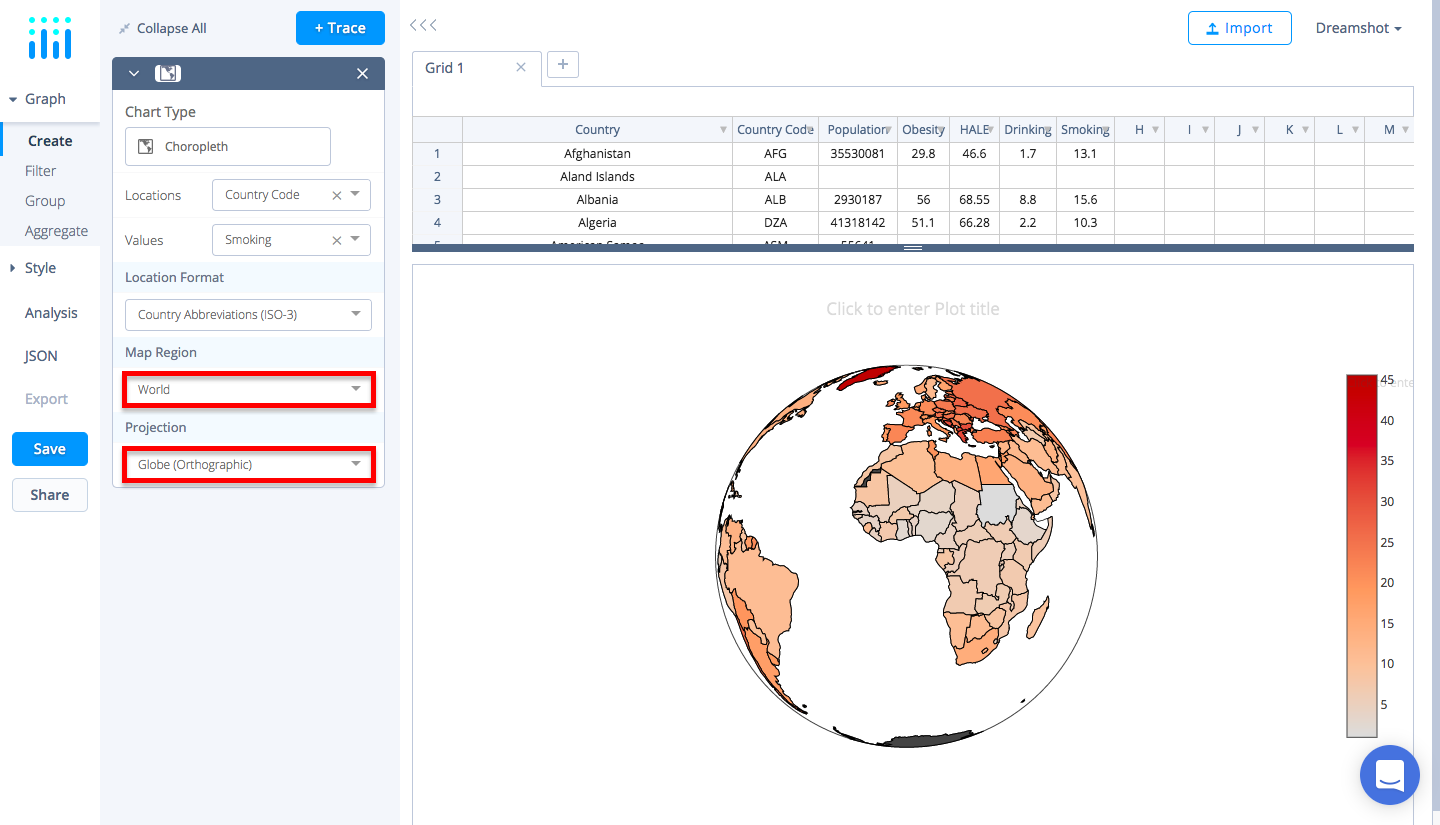 Collapse All
+ Trace
Import
Dreamshot
Grid 1
Graph
Create
Filter
Group
Aggregate
Style
Analysis
JSON
Export
Save
Share
Chart Type
Choropleth
Locations
Country Code
Values
Smoking
Location Format
Country Abbreviations (ISO-3)
Map Region
World
Projection
Globe (Orthographic)
Country Country Code Population Obesity HALE Drinking Smoking H I J K L M
1 Afghanistan AFG 35530081 29.8 46.6 1.7 13.1
2 Aland Islands ALA
3 Albania ALB 2930187 56 68.55 8.8 15.6
4 Algeria DZA 41318142 51.1 66.28 2.2 10.3
5 American Samoa ASM 55641
Click to enter Plot title
45
40
35
30
25
20
15
10
5